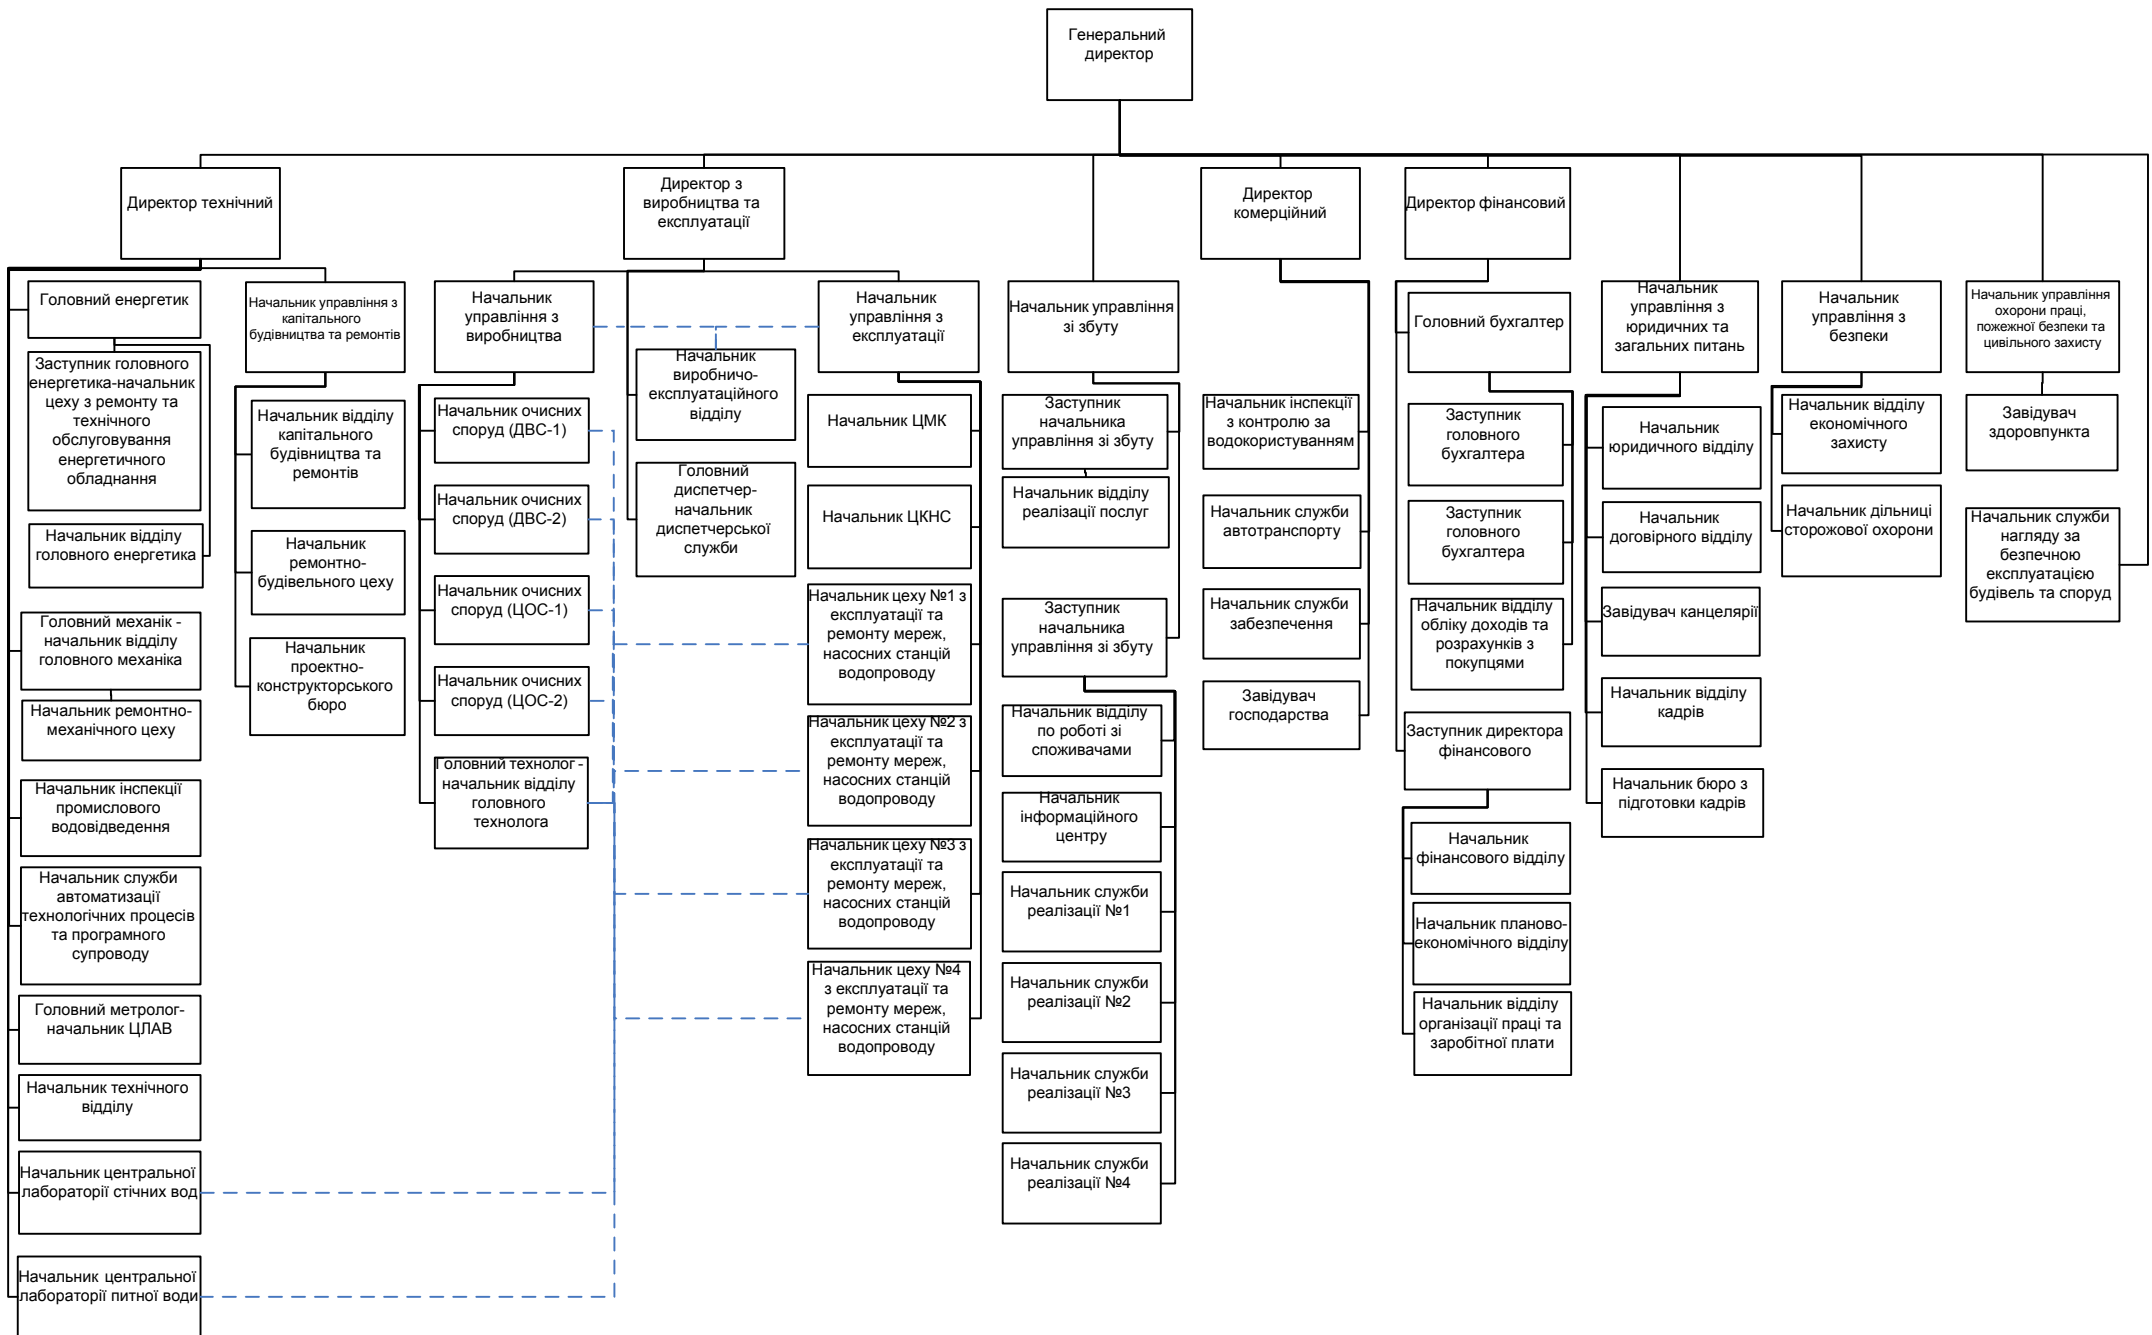 Генеральний
директор
Директор технічний
Директор з
виробництва та
експлуатації
Директор
комерційний
Директор фінансовий
Головний енергетик
Заступник головного
енергетика-начальник
цеху з ремонту та
технічного
обслуговування
енергетичного
обладнання
Начальник відділу
головного енергетика
Головний механік -
начальник відділу
головного механіка
Начальник ремонтно-
механічного цеху
Начальник інспекції
промислового
водовідведення
Начальник служби
автоматизації
технологічних процесів
та програмного
супроводу
Головний метролог-
начальник ЦЛАВ
Начальник технічного
відділу
Начальник центральної
лабораторії стічних вод
Начальник центральної
лабораторії питної води
Начальник управління з
капітального
будівництва та ремонтів
Начальник відділу
капітального
будівництва та
ремонтів
Начальник
ремонтно-
будівельного цеху
Начальник
проектно-
конструкторського
бюро
Начальник
управління з
виробництва
Начальник очисних
споруд (ДВС-1)
Начальник очисних
споруд (ДВС-2)
Начальник очисних
споруд (ЦОС-1)
Начальник очисних
споруд (ЦОС-2)
Головний технолог -
начальник відділу
головного
технолога
Начальник
виробничо-
експлуатаційного
відділу
Головний
диспетчер-
начальник
диспетчерської
служби
Начальник
управління з
експлуатації
Начальник ЦМК
Начальник ЦКНС
Начальник цеху №1 з
експлуатації та
ремонту мереж,
насосних станцій
водопроводу
Начальник цеху №2 з
експлуатації та
ремонту мереж,
насосних станцій
водопроводу
Начальник цеху №3 з
експлуатації та
ремонту мереж,
насосних станцій
водопроводу
Начальник цеху №4
з експлуатації та
ремонту мереж,
насосних станцій
водопроводу
Начальник управління
зі збуту
Заступник
начальника
управління зі збуту
Начальник відділу
реалізації послуг
Заступник
начальника
управління зі збуту
Начальник відділу
по роботі зі
споживачами
Начальник
інформаційного
центру
Начальник служби
реалізації №1
Начальник служби
реалізації №2
Начальник служби
реалізації №3
Начальник служби
реалізації №4
Начальник інспекції
з контролю за
водокористуванням
Начальник служби
автотранспорту
Начальник служби
забезпечення
Завідувач
господарства
Головний бухгалтер
Заступник
головного
бухгалтера
Заступник
головного
бухгалтера
Начальник відділу
обліку доходів та
розрахунків з
покупцями
Заступник директора
фінансового
Начальник
фінансового відділу
Начальник планово-
економічного відділу
Начальник відділу
організації праці та
заробітної плати
Начальник
управління з
юридичних та
загальних питань
Начальник
юридичного відділу
Начальник
договірного відділу
Завідувач канцелярії
Начальник відділу
кадрів
Начальник бюро з
підготовки кадрів
Начальник
управління з
безпеки
Начальник відділу
економічного
захисту
Начальник дільниці
сторожової охорони
Начальник управління
охорони праці,
пожежної безпеки та
цивільного захисту
Завідувач
здоровпункта
Начальник служби
нагляду за
безпечною
експлуатацією
будівель та споруд